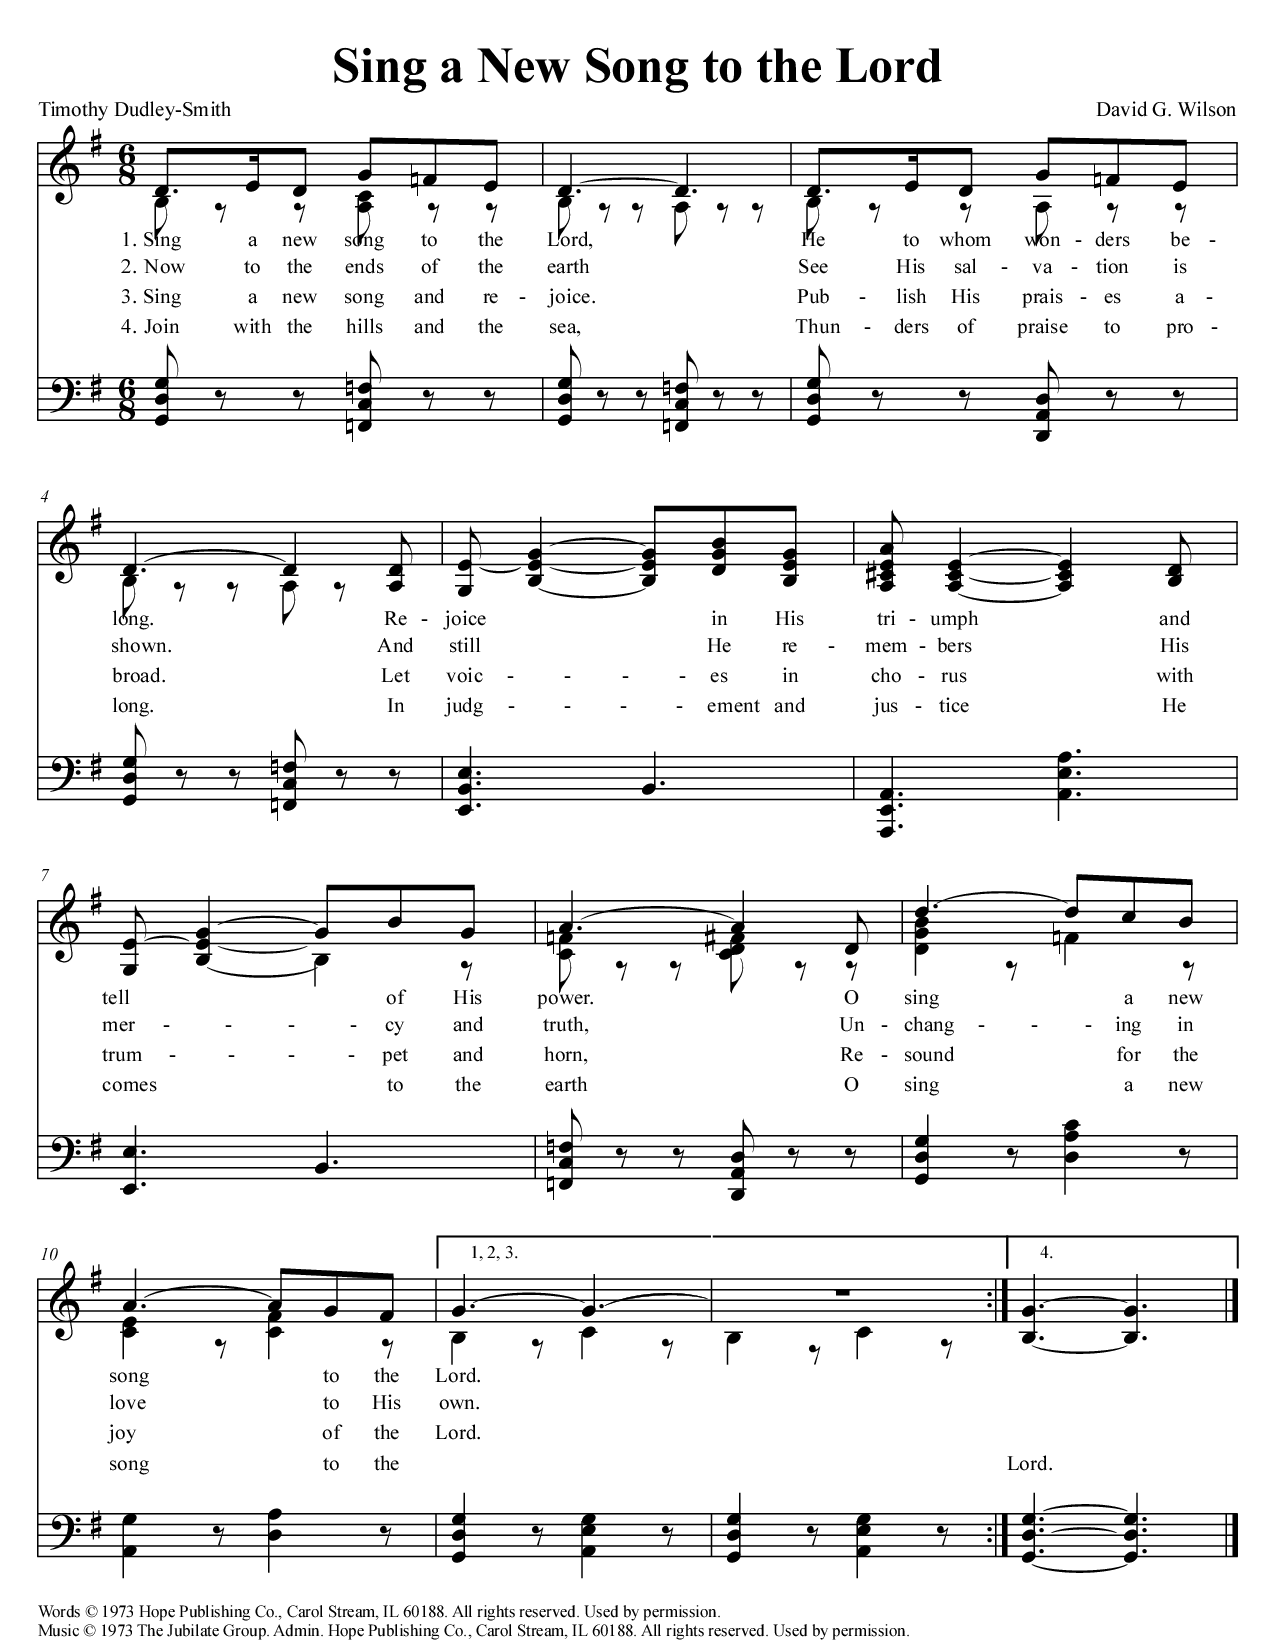 Sing a New Song to the Lord
Timothy Dudley-Smith
David G. Wilson
6
8
1. Sing a new song to the Lord, He to whom won - ders be -
2. Now to the ends of the earth See His sal - va - tion is
3. Sing a new song and re - joice. Pub - lish His prais - es a -
4. Join with the hills and the sea, Thun - ders of praise to pro -
6
8
4
long. Re - joice in His tri - umph and
shown. And still He re - mem - bers His
broad. Let voic - - - es in cho - rus with
long. In judg - - - ement and jus - tice He
7
tell of His power. O sing a new
mer - - - cy and truth, Un - chang - - ing in
trum - - - pet and horn, Re - sound for the
comes to the earth O sing a new
10
1, 2, 3.
4.
song to the Lord.
love to His own.
joy of the Lord.
song to the Lord.
Words © 1973 Hope Publishing Co., Carol Stream, IL 60188. All rights reserved. Used by permission.
Music © 1973 The Jubilate Group. Admin. Hope Publishing Co., Carol Stream, IL 60188. All rights reserved. Used by permission.